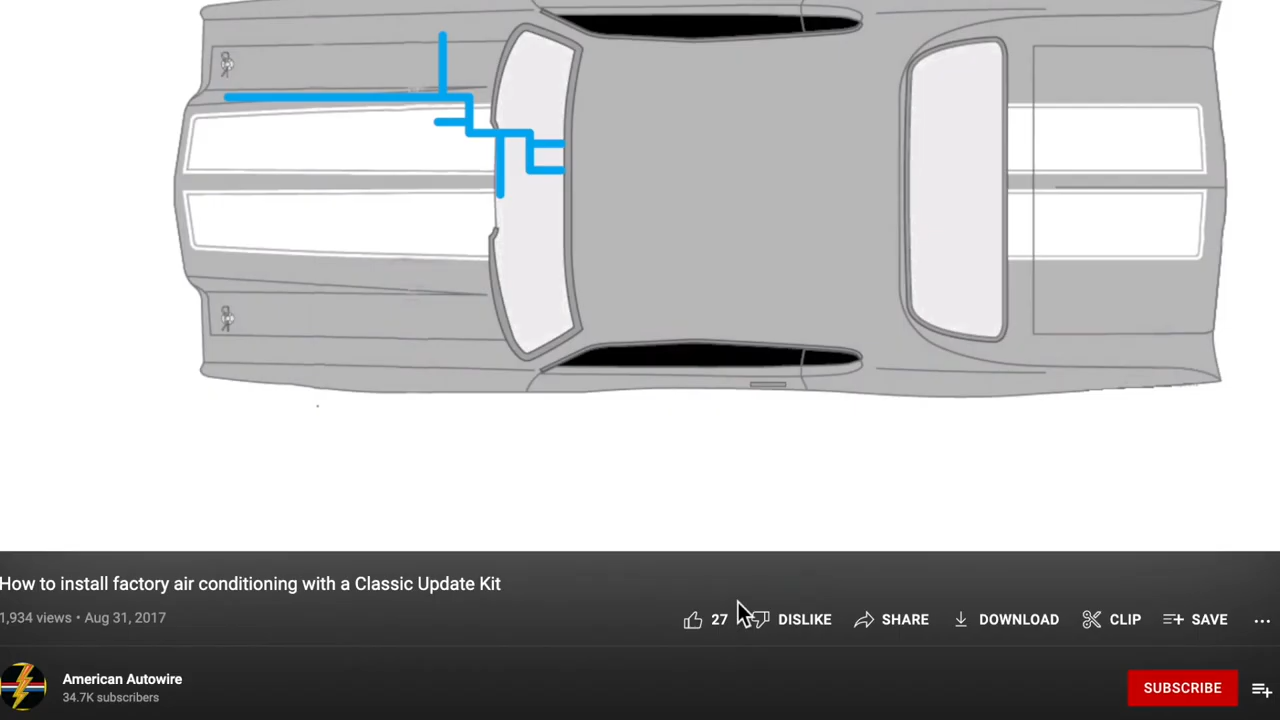 How to install factory air conditioning with a Classic Update Kit
1,934 views • Aug 31, 2017
27 DISLIKE SHARE DOWNLOAD CLIP SAVE ...
American Autowire
34.7K subscribers
SUBSCRIBE